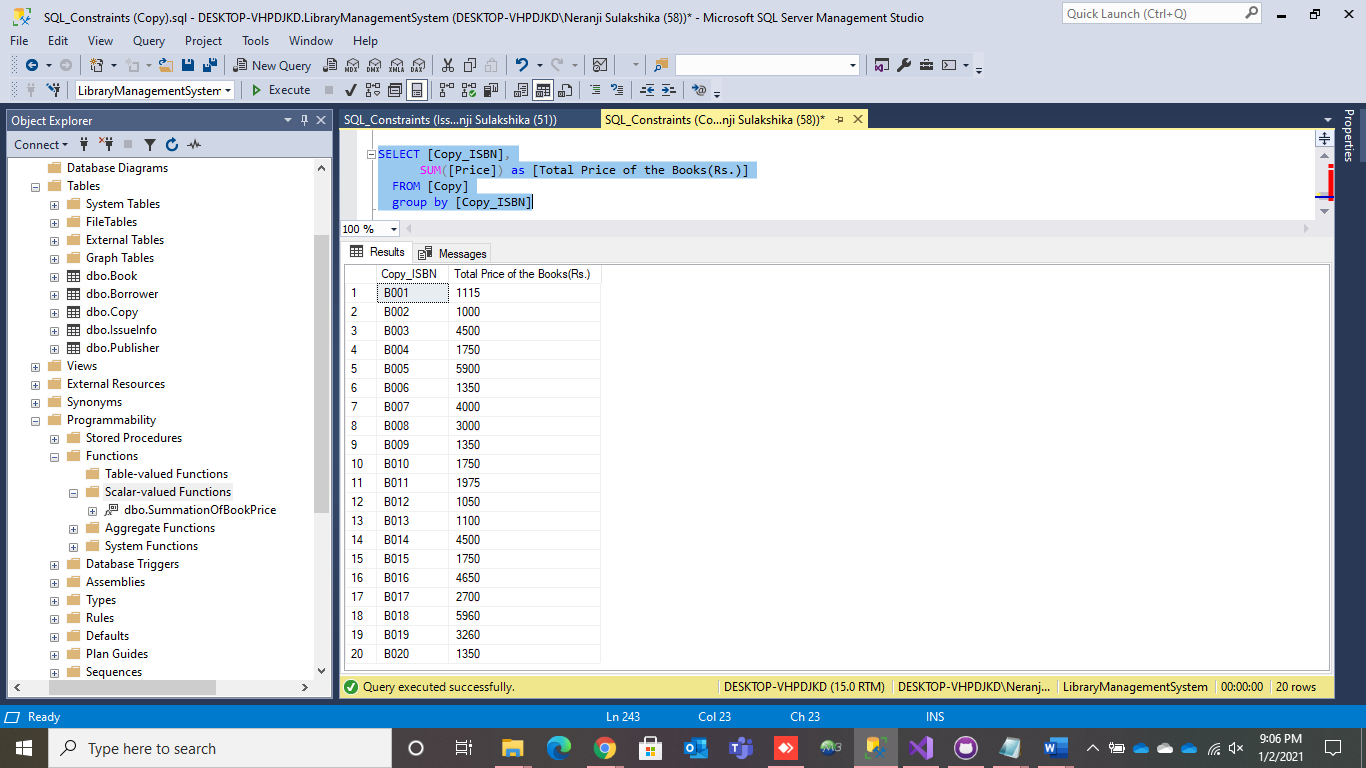 SQL_Constraints (Copy).sql - DESKTOP-VHPDJKD.LibraryManagementSystem (DESKTOP-VHPDJKD\Neranji Sulakshika (58))* - Microsoft SQL Server Management Studio
Quick Launch (Ctrl+Q)
File Edit View Query Project Tools Window Help
New Query MDX DMX XMLA DAX
LibraryManagementSystem Execute
Object Explorer
Connect
Database Diagrams
Tables
System Tables
FileTables
External Tables
Graph Tables
dbo.Book
dbo.Borrower
dbo.Copy
dbo.IssueInfo
dbo.Publisher
Views
External Resources
Synonyms
Programmability
Stored Procedures
Functions
Table-valued Functions
Scalar-valued Functions
dbo.SummationOfBookPrice
Aggregate Functions
System Functions
Database Triggers
Assemblies
Types
Rules
Defaults
Plan Guides
Sequences
SQL_Constraints (Iss...nji Sulakshika (51)) SQL_Constraints (Co...nji Sulakshika (58))*
Properties
SELECT [Copy_ISBN],
SUM([Price]) as [Total Price of the Books(Rs.)]
FROM [Copy]
group by [Copy_ISBN]
100 %
Results Messages
Copy_ISBN Total Price of the Books(Rs.)
1 B001 1115
2 B002 1000
3 B003 4500
4 B004 1750
5 B005 5900
6 B006 1350
7 B007 4000
8 B008 3000
9 B009 1350
10 B010 1750
11 B011 1975
12 B012 1050
13 B013 1100
14 B014 4500
15 B015 1750
16 B016 4650
17 B017 2700
18 B018 5960
19 B019 3260
20 B020 1350
Query executed successfully. DESKTOP-VHPDJKD (15.0 RTM) DESKTOP-VHPDJKD\Neranj... LibraryManagementSystem 00:00:00 20 rows
Ready Ln 243 Col 23 Ch 23 INS
Type here to search
9:06 PM
1/2/2021